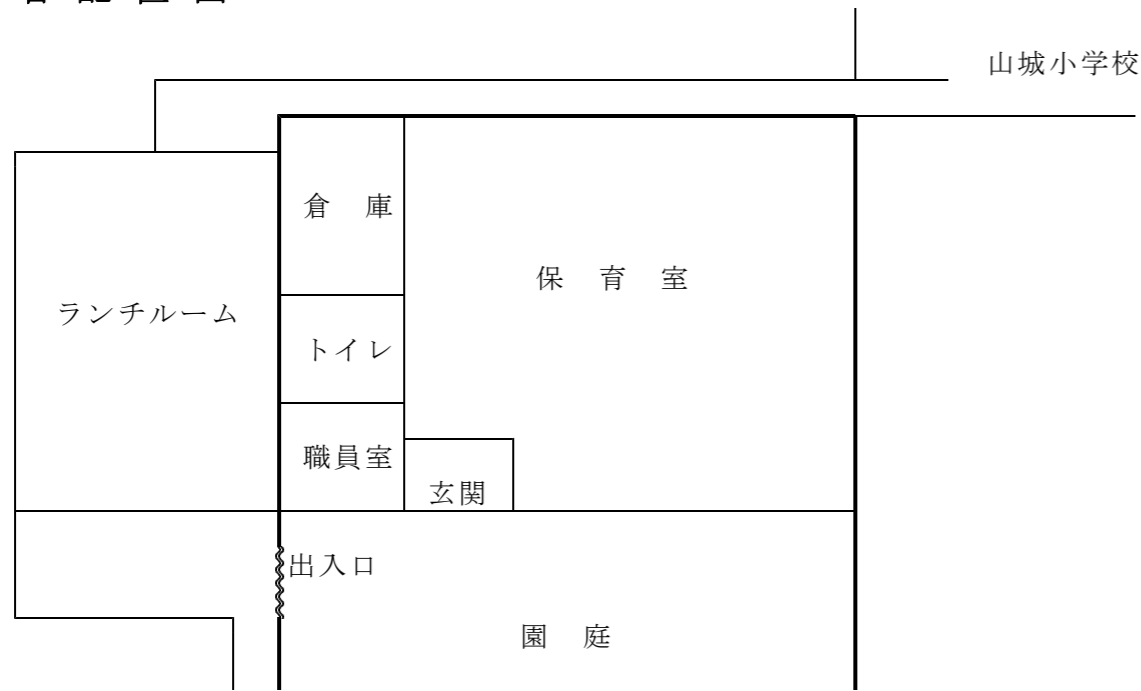 山城小学校
倉　庫
保　育　室
ランチルーム
トイレ
職員室
玄関
出入口
園　庭